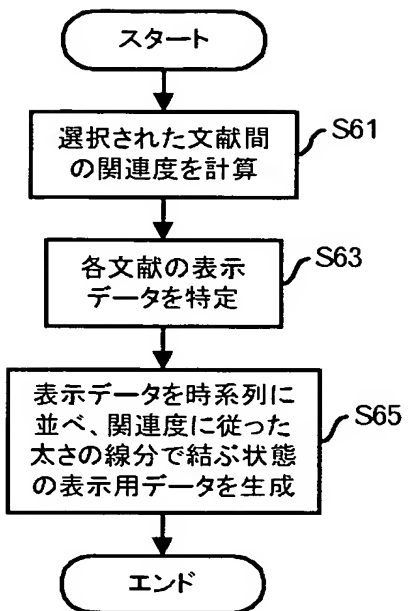 スタート
選択された文献間
の関連度を計算
S61
各文献の表示
データを特定
S63
表示データを時系列に
並べ、関連度に従った
太さの線分で結ぶ状態
の表示用データを生成
S65
エンド